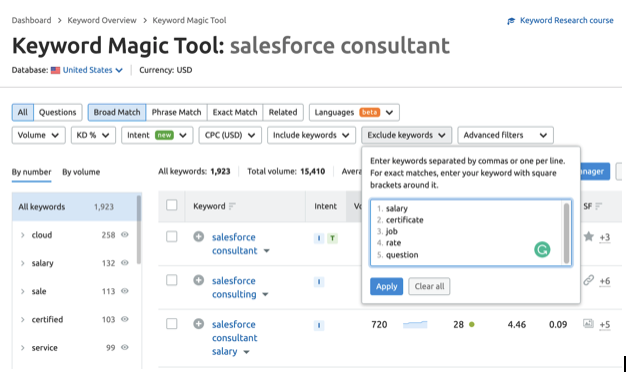 Dashboard > Keyword Overview > Keyword Magic Tool
Keyword Research course
Keyword Magic Tool: salesforce consultant
Database: United States Currency: USD
All Questions Broad Match Phrase Match Exact Match Related Languages beta
Volume KD % Intent new CPC (USD) Include keywords Exclude keywords Advanced filters
Enter keywords separated by commas or one per line.
For exact matches, enter your keyword with square
brackets around it.
1. salary
2. certificate
3. job
4. rate
5. question
Apply Clear all
By number By volume
All keywords: 1,923 Total volume: 15,410
All keywords 1,923
> cloud 258
> salary 132
> sale 113
> certified 103
> service 99
Keyword Intent SF
salesforce
consultant I T +3
salesforce
consulting I +6
salesforce
consultant
salary I 720 28 4.46 0.09 +5